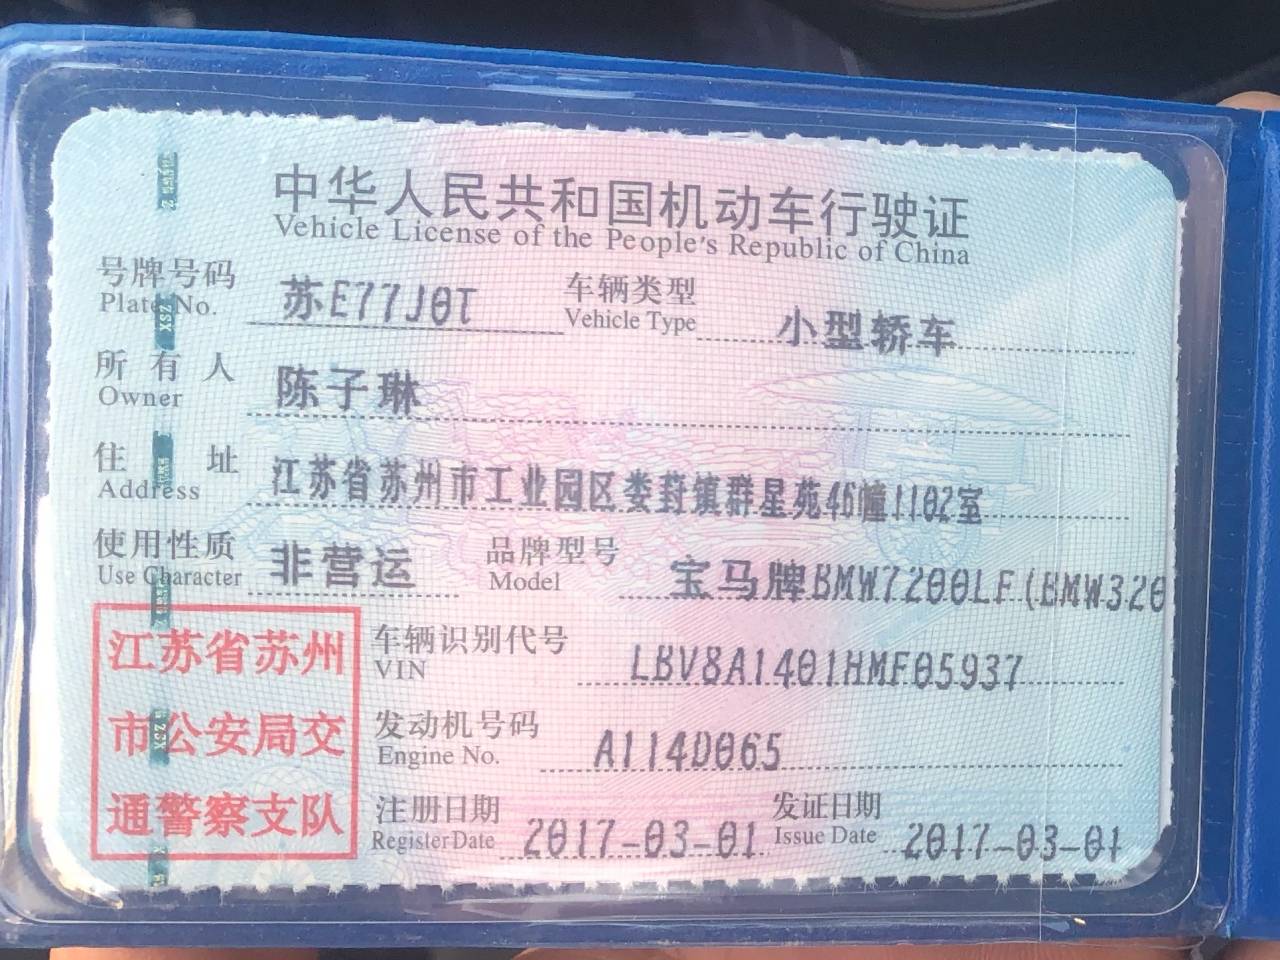 中华人民共和国机动车行驶证
Vehicle License of the People's Republic of China
号牌号码 苏E77J0T 车辆类型 小型轿车
Plate No. Vehicle Type
所有人 陈子琳
Owner
住址 江苏省苏州市工业园区娄葑镇群星苑46幢1102室
Address
使用性质 非营运 品牌型号 宝马牌BMW7200LF(BMW320
Use Character Model
江苏省苏州
市公安局交
通警察支队
车辆识别代号 LBV8A1401HMF05937
VIN
发动机号码 A114D065
Engine No.
注册日期 2017-03-01 发证日期 2017-03-01
Register Date Issue Date